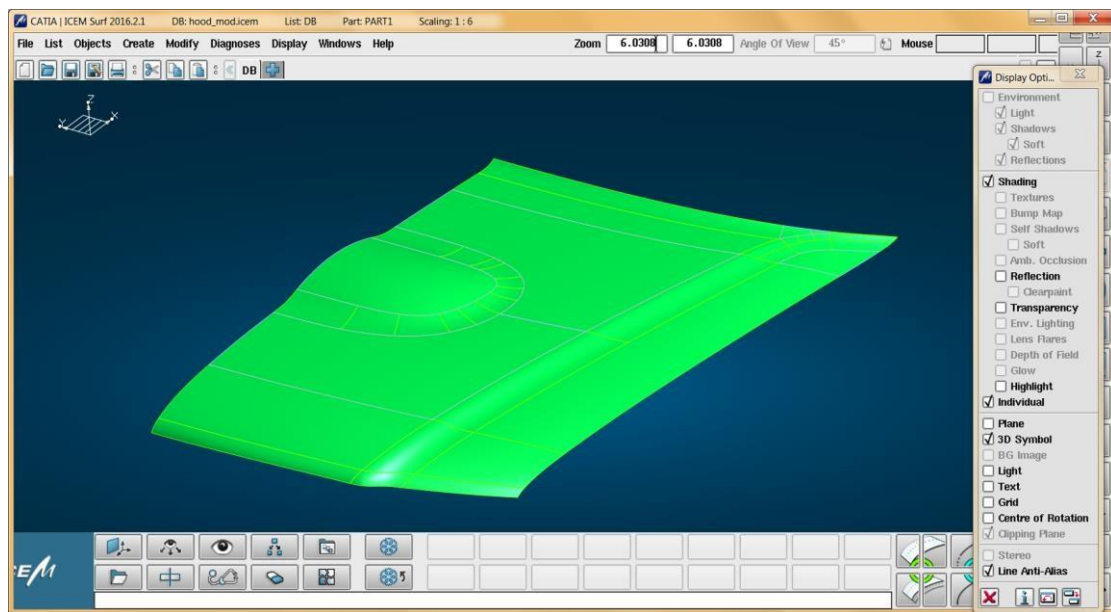 CATIA | ICEM Surf 2016.2.1 DB: hood_mod.icem List: DB Part: PART1 Scaling: 1 : 6
File List Objects Create Modify Diagnoses Display Windows Help Zoom 6.0308 6.0308 Angle Of View 45° Mouse
DB
Z
X
Y
Z
Display Opti...
Environment
Light
Shadows
Soft
Reflections
Shading
Textures
Bump Map
Self Shadows
Soft
Amb. Occlusion
Reflection
Clearpaint
Transparency
Env. Lighting
Lens Flares
Depth of Field
Glow
Highlight
Individual
Plane
3D Symbol
BG Image
Light
Text
Grid
Centre of Rotation
Clipping Plane
Stereo
Line Anti-Alias